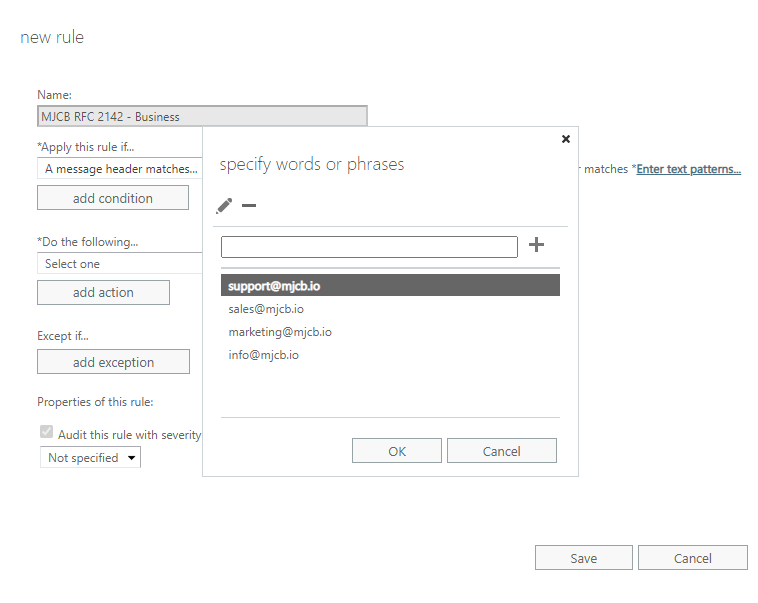 new rule
Name:
MJCB RFC 2142 - Business
*Apply this rule if...
A message header matches...
matches *Enter text patterns...
add condition
*Do the following...
Select one
add action
Except if...
add exception
Properties of this rule:
Audit this rule with severity
Not specified
specify words or phrases
support@mjcb.io
sales@mjcb.io
marketing@mjcb.io
info@mjcb.io
OK
Cancel
Save
Cancel